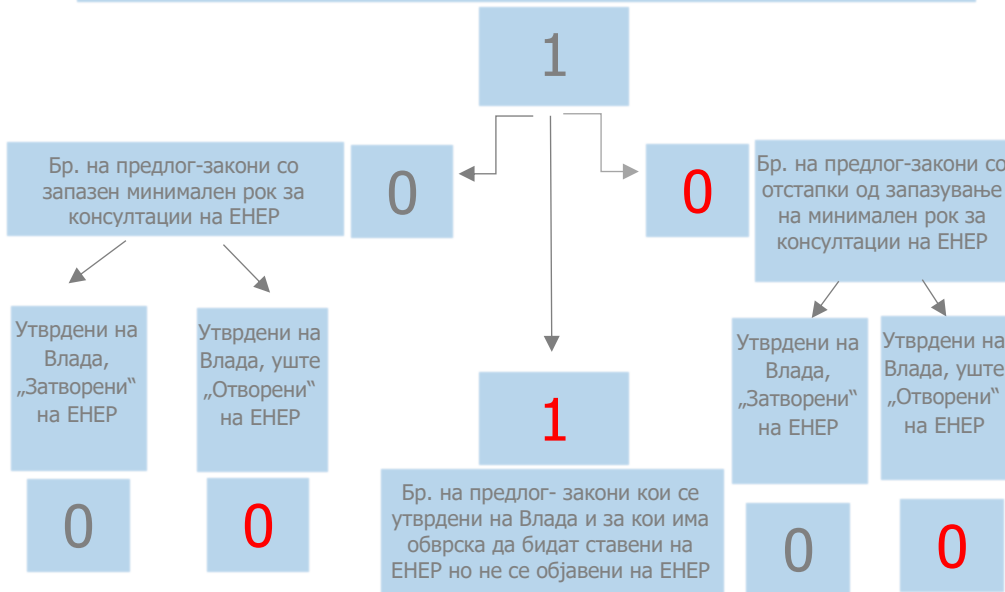 1
Бр. на предлог-закони со
запазен минимален рок за
консултации на ЕНЕР
0
0
Бр. на предлог-закони со
отстапки од запазување
на минимален рок за
консултации на ЕНЕР
Утврдени на
Влада,
„Затворени“
на ЕНЕР
Утврдени на
Влада, уште
„Отворени“
на ЕНЕР
1
Утврдени на
Влада,
„Затворени“
на ЕНЕР
Утврдени на
Влада, уште
„Отворени“
на ЕНЕР
0
0
Бр. на предлог- закони кои се
утврдени на Влада и за кои има
обврска да бидат ставени на
ЕНЕР но не се објавени на ЕНЕР
0
0